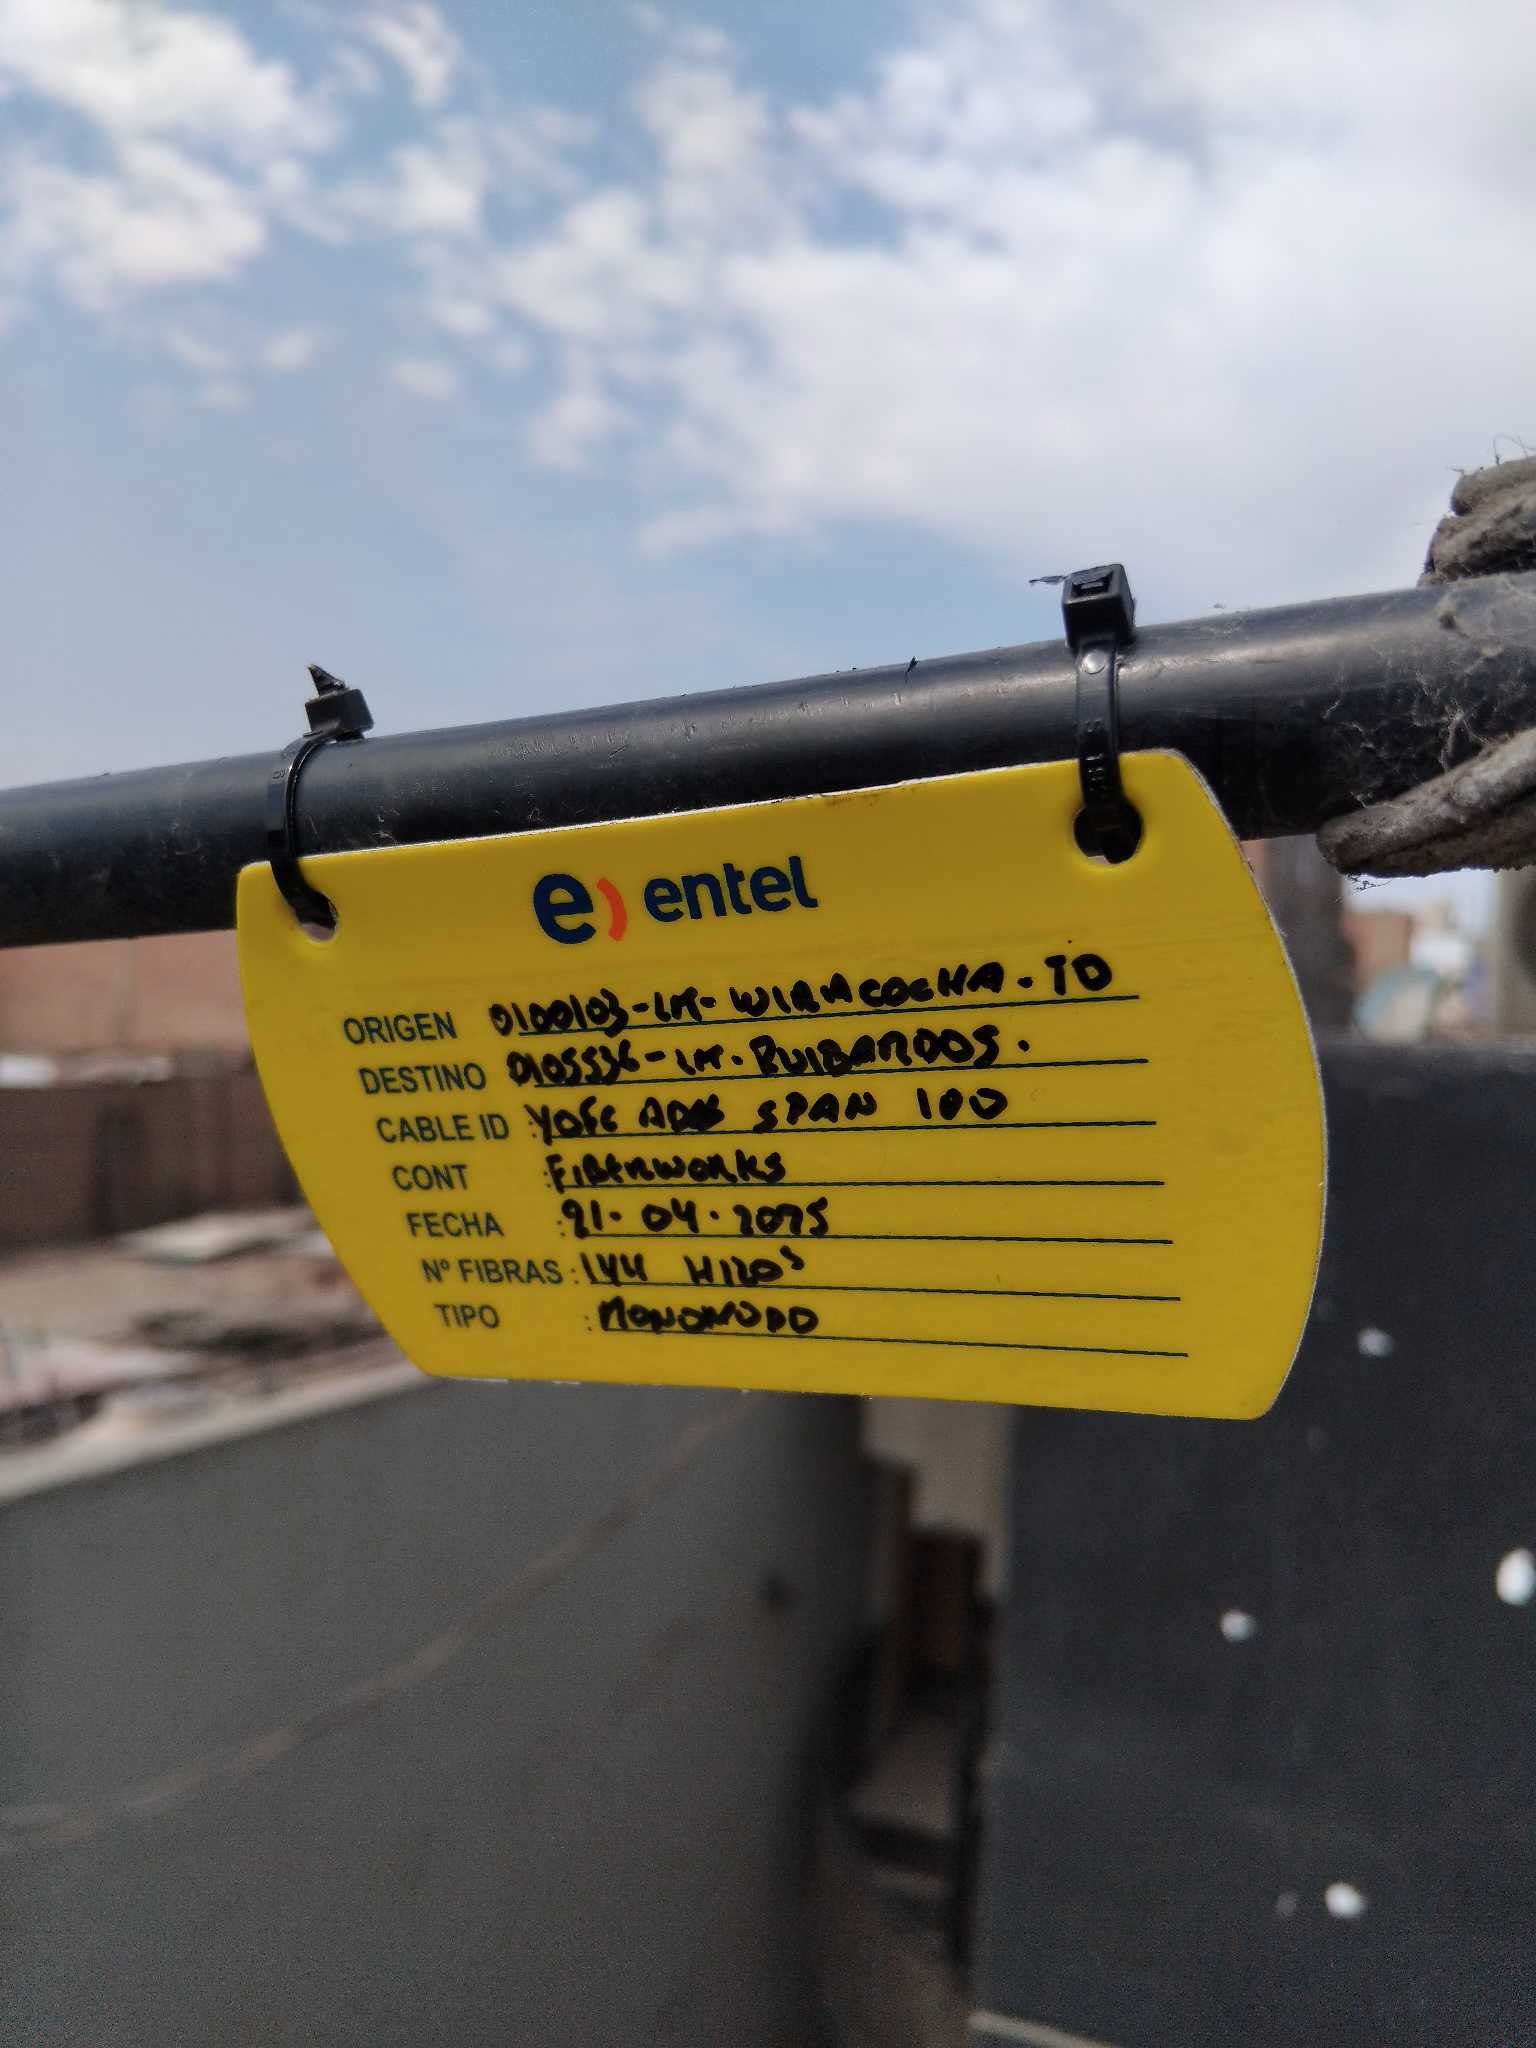 e) entel
ORIGEN 0100103-LM-WIRACOCHA.TD
DESTINO 0105536-LM.RUIBARDOS.
CABLE ID :YOFC ADSS SPAN 100
CONT :FIBERWORKS
FECHA :21.04.2025
Nº FIBRAS :144 HILOS
TIPO :MONOMODO